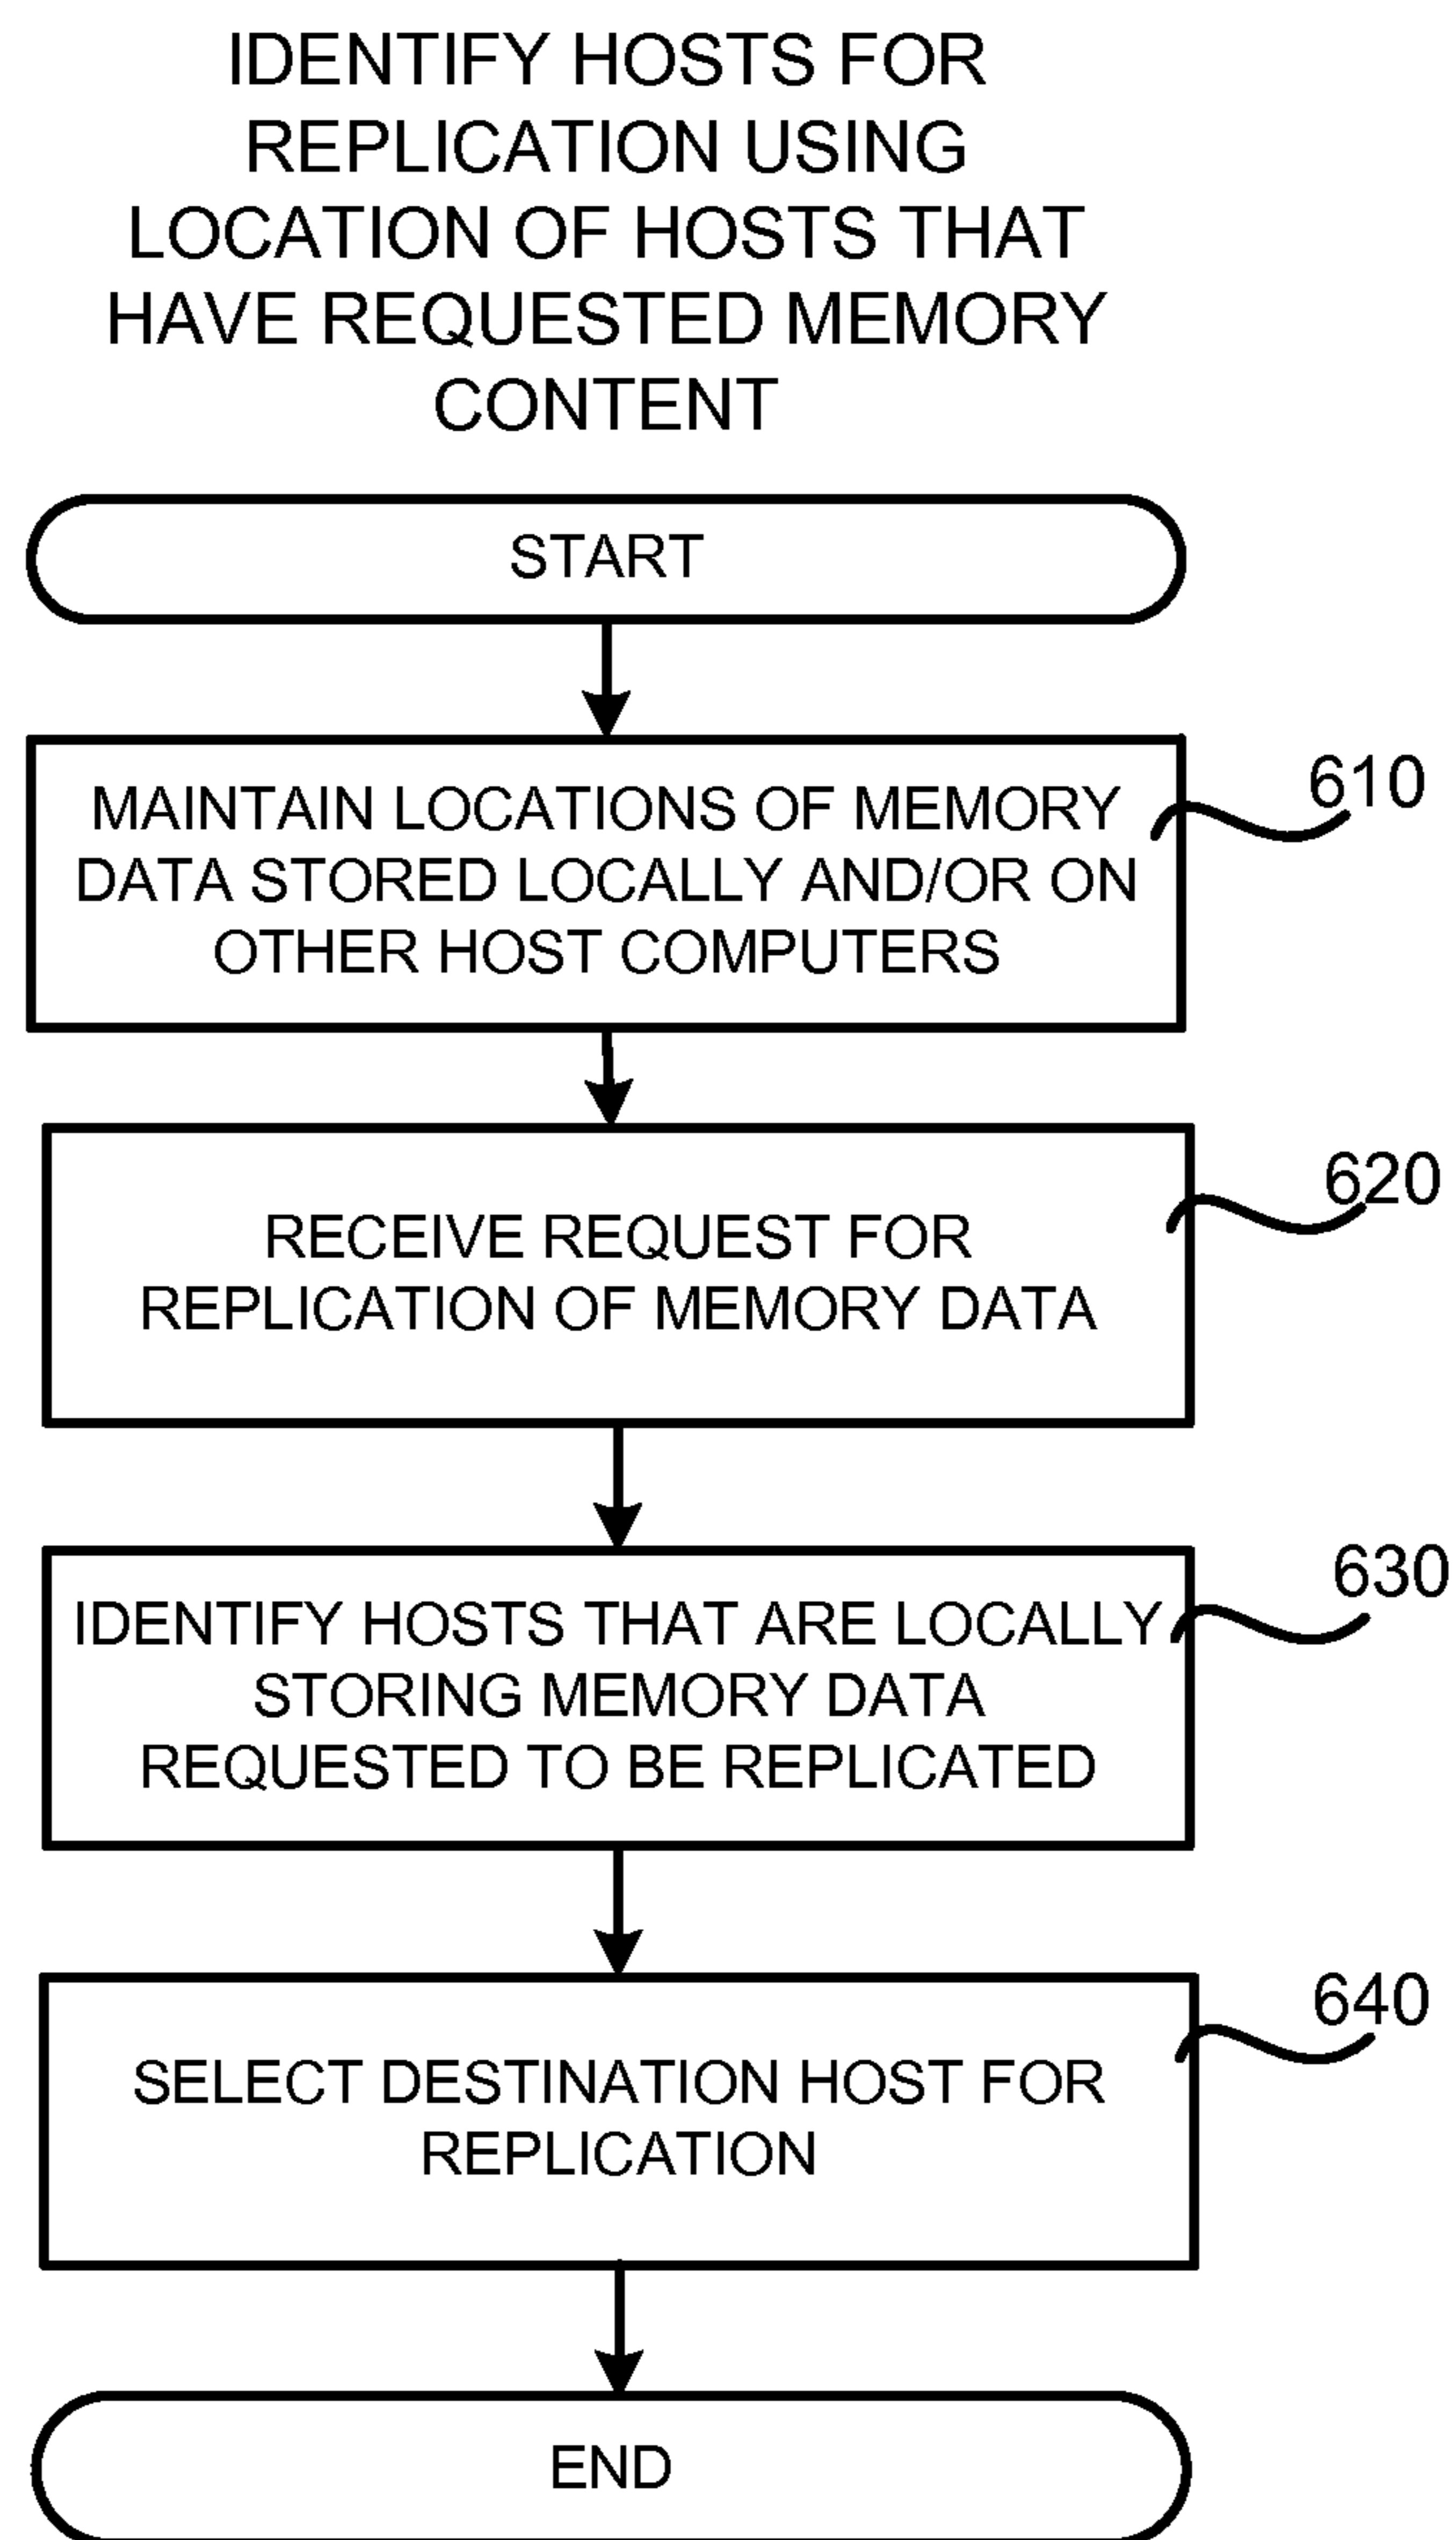 IDENTIFY HOSTS FOR
REPLICATION USING
LOCATION OF HOSTS THAT
HAVE REQUESTED MEMORY
CONTENT
START
MAINTAIN LOCATIONS OF MEMORY
DATA STORED LOCALLY AND/OR ON
OTHER HOST COMPUTERS
610
RECEIVE REQUEST FOR
REPLICATION OF MEMORY DATA
620
IDENTIFY HOSTS THAT ARE LOCALLY
STORING MEMORY DATA
REQUESTED TO BE REPLICATED
630
SELECT DESTINATION HOST FOR
REPLICATION
640
END